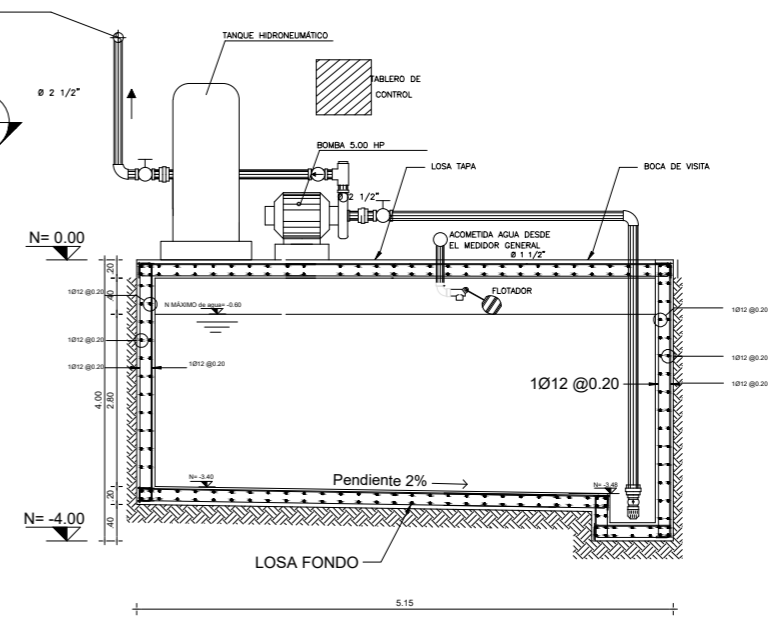 TANQUE HIDRONEUMÁTICO
Ø 2 1/2"
TABLERO DE
CONTROL
BOMBA 5.00 HP
LOSA TAPA
BOCA DE VISITA
Ø 2 1/2"
ACOMETIDA AGUA DESDE
EL MEDIDOR GENERAL
Ø 1 1/2"
N= 0.00
.20
.40
FLOTADOR
1Ø12 @0.20
N.MÁXIMO de agua= -0.60
1Ø12 @0.20
1Ø12 @0.20
1Ø12 @0.20
1Ø12 @0.20
1Ø12 @0.20
1Ø12 @0.20
1Ø12 @0.20
4.00
2.80
N= -3.40
Pendiente 2%
N= -3.48
.20
.40
N= -4.00
LOSA FONDO
5.15